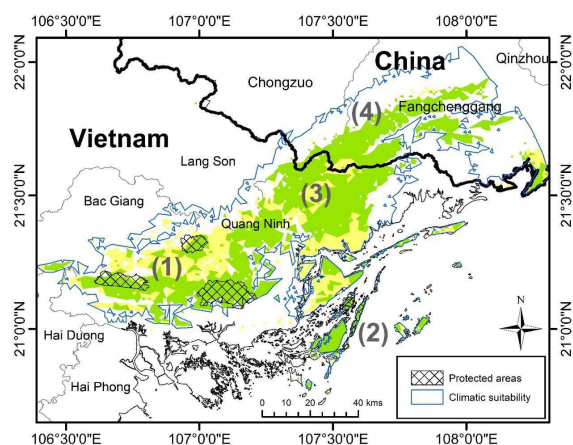 106°30'0"E 107°0'0"E 107°30'0"E 108°0'0"E
22°0'0"N
21°30'0"N
21°0'0"N
China
Qinzhou
Chongzuo
(4)
Fangchenggang
Vietnam
Lang Son
(3)
Bac Giang
Quang Ninh
(1)
22°0'0"N
21°30'0"N
21°0'0"N
(2)
N
Hai Duong
Hai Phong
0 10 20 40 kms
Protected areas
Climatic suitability
106°30'0"E 107°0'0"E 107°30'0"E 108°0'0"E